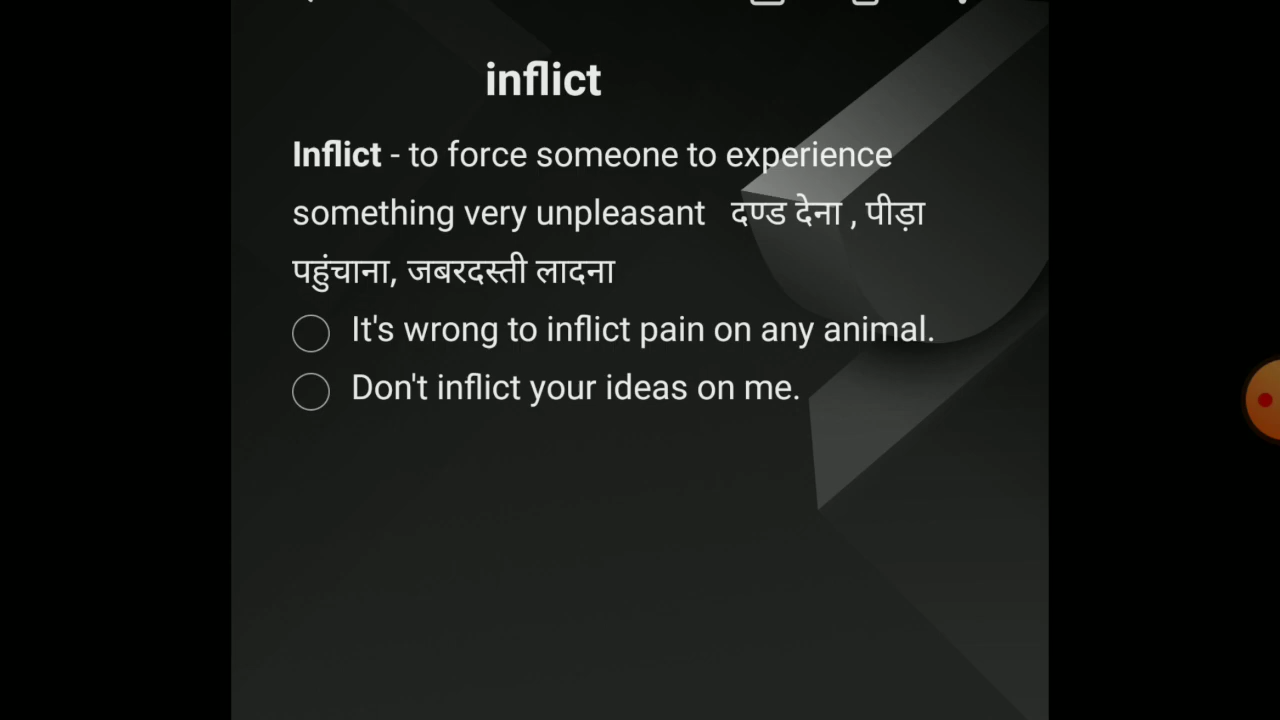 inflict
Inflict - to force someone to experience
something very unpleasant दण्ड देना , पीड़ा
पहुंचाना, जबरदस्ती लादना
It's wrong to inflict pain on any animal.
Don't inflict your ideas on me.